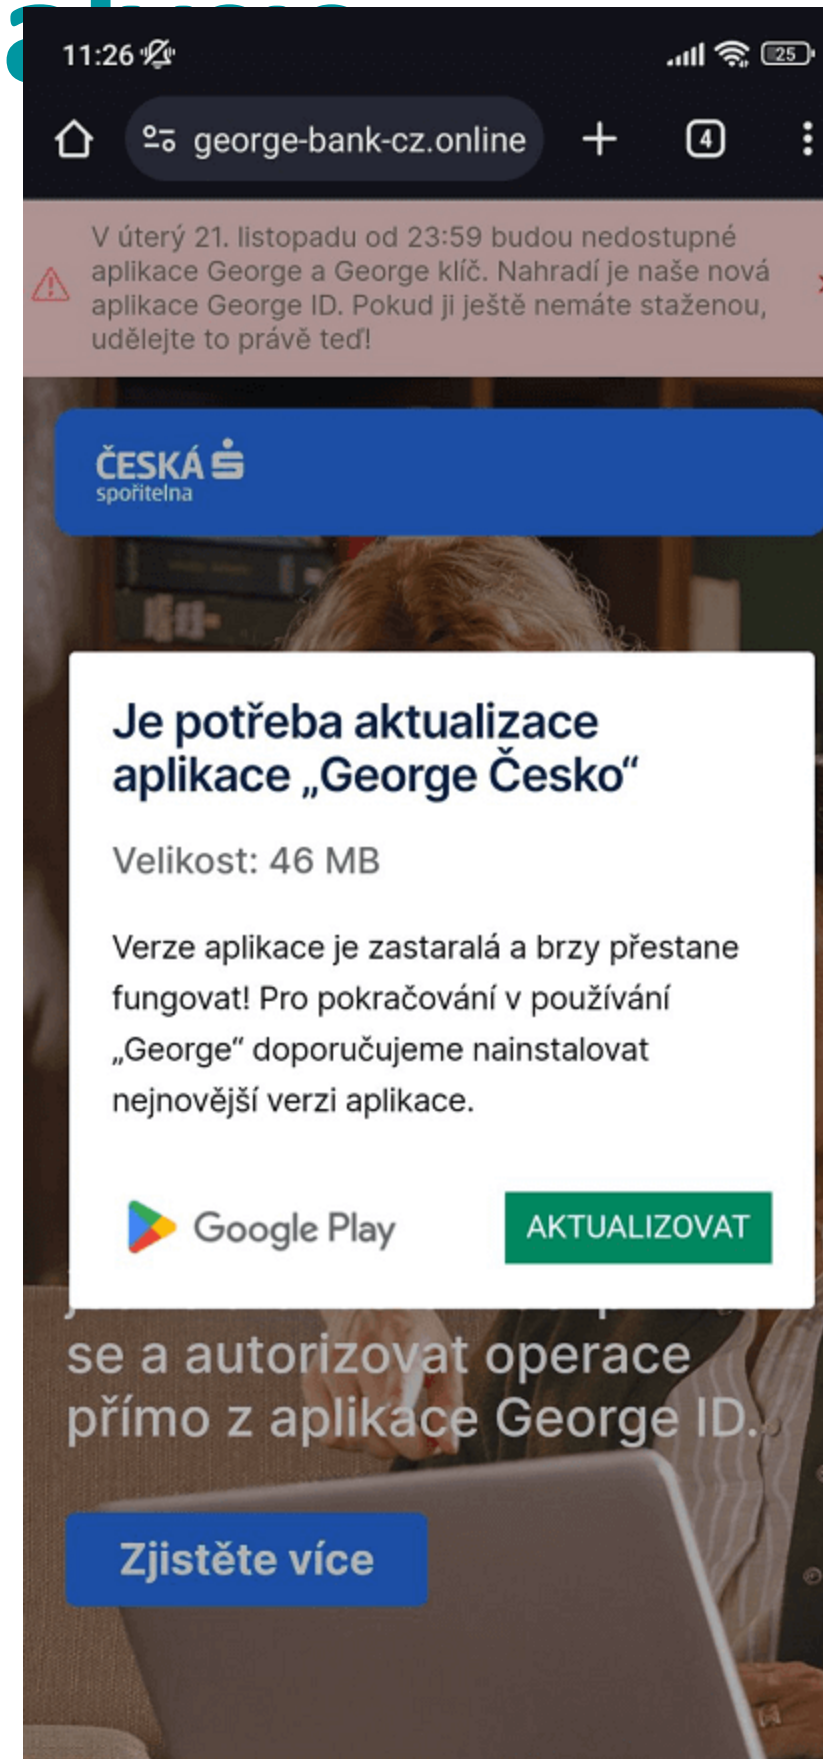 11:26
25
george-bank-cz.online
4
V úterý 21. listopadu od 23:59 budou nedostupné
aplikace George a George klíč. Nahradí je naše nová
aplikace George ID. Pokud ji ještě nemáte staženou,
udělejte to právě teď!
ČESKÁ
spořitelna
Je potřeba aktualizace
aplikace „George Česko“
Velikost: 46 MB
Verze aplikace je zastaralá a brzy přestane
fungovat! Pro pokračování v používání
„George“ doporučujeme nainstalovat
nejnovější verzi aplikace.
Google Play
AKTUALIZOVAT
se a autorizovat operace
přímo z aplikace George ID.
Zjistěte více